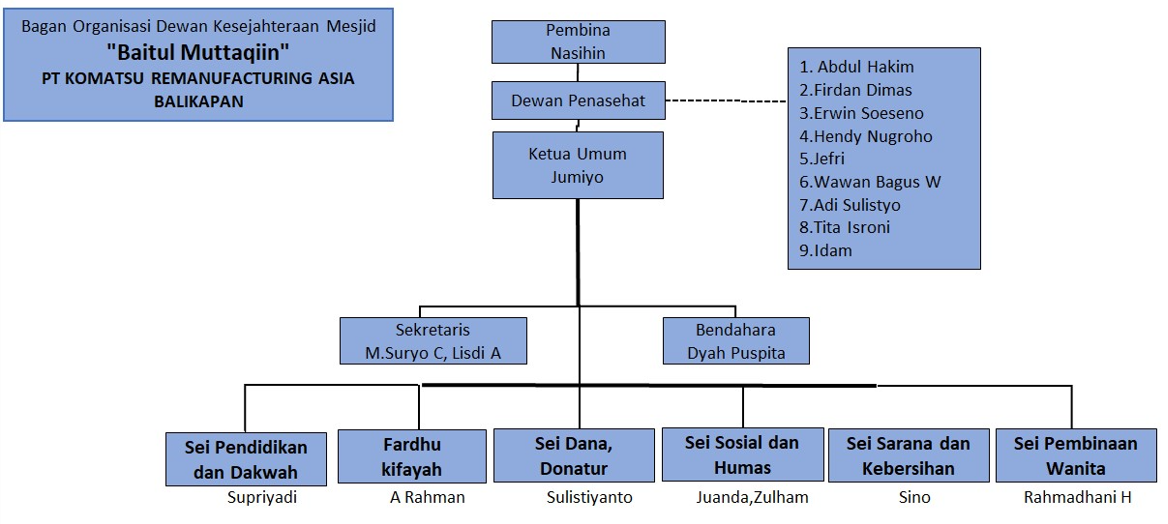 Bagan Organisasi Dewan Kesejahteraan Mesjid
"Baitul Muttaqiin"
PT KOMATSU REMANUFACTURING ASIA
BALIKAPAN
Pembina
Nasihin
Dewan Penasehat
1. Abdul Hakim
2.Firdan Dimas
3.Erwin Soeseno
4.Hendy Nugroho
5.Jefri
6.Wawan Bagus W
7.Adi Sulistyo
8.Tita Isroni
9.Idam
Ketua Umum
Jumiyo
Sekretaris
M.Suryo C, Lisdi A
Bendahara
Dyah Puspita
Sei Pendidikan
dan Dakwah
Supriyadi
Fardhu
kifayah
A Rahman
Sei Dana,
Donatur
Sulistiyanto
Sei Sosial dan
Humas
Juanda,Zulham
Sei Sarana dan
Kebersihan
Sino
Sei Pembinaan
Wanita
Rahmadhani H